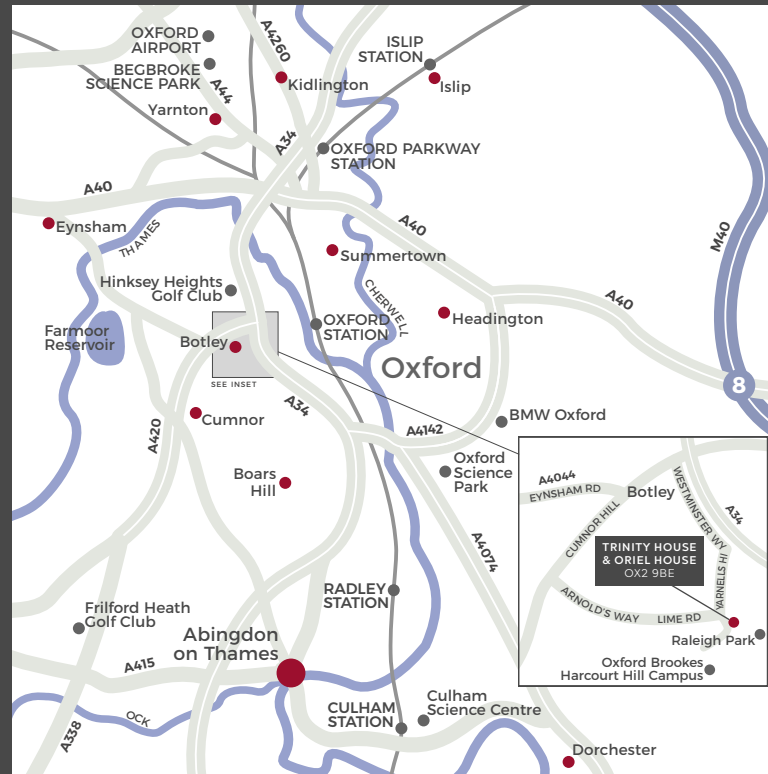 OXFORD
AIRPORT
A4260
ISLIP
STATION
BEGBROKE
SCIENCE PARK
A44
Kidlington
Islip
Yarnton
A34
OXFORD PARKWAY
STATION
A40
Eynsham
THAMES
A40
M40
Summertown
Hinksey Heights
Golf Club
CHERWELL
A40
Farmoor
Reservoir
OXFORD
STATION
Headington
Botley
Oxford
SEE INSET
8
A34
Cumnor
A420
A4142
BMW Oxford
Boars
Hill
Oxford
Science
Park
A4074
A4044
EYNSHAM RD
Botley
WESTMINSTER WY
A34
CUMNOR HILL
TRINITY HOUSE
& ORIEL HOUSE
OX2 9BE
YARNELLS HI
ARNOLD'S WAY
LIME RD
Raleigh Park
Oxford Brookes
Harcourt Hill Campus
RADLEY
STATION
Frilford Heath
Golf Club
Abingdon
on Thames
A415
OCK
A338
CULHAM
STATION
Culham
Science Centre
Dorchester